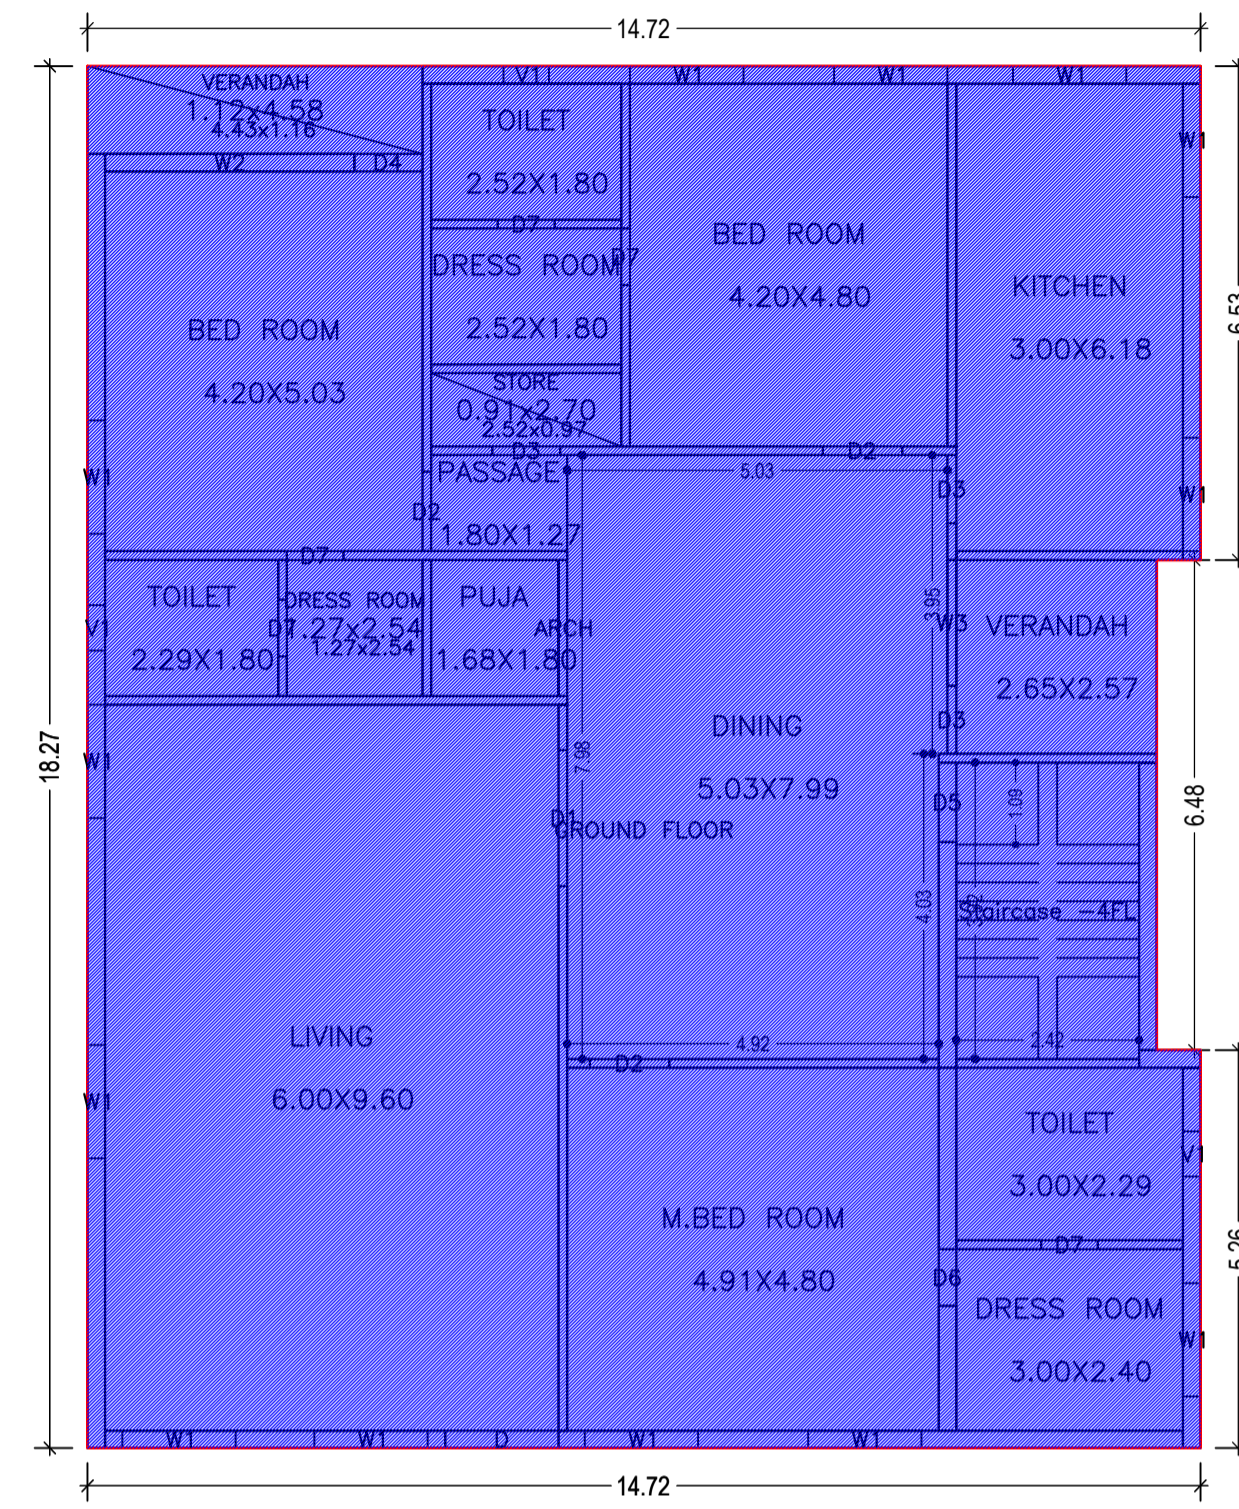 14.72
VERANDAH
1.12x4.58
4.43x1.16
V1
W1
W1
W1
W2
D4
TOILET
2.52X1.80
W1
D7
DRESS ROOM
2.52X1.80
D7
BED ROOM
4.20X4.80
KITCHEN
3.00X6.18
6.53
BED ROOM
4.20X5.03
STORE
0.91x2.70
2.52x0.97
D3
D2
PASSAGE
1.80X1.27
5.03
D3
W1
W1
D2
D7
TOILET
2.29X1.80
DRESS ROOM
1.27x2.54
1.27x2.54
PUJA
1.68X1.80
ARCH
V1
D7
3.95
W3
VERANDAH
2.65X2.57
D3
DINING
5.03X7.99
7.98
18.27
W1
D1
GROUND FLOOR
D5
1.09
6.48
4.03
Staircase -4FL
LIVING
6.00X9.60
W1
4.92
2.42
D2
TOILET
3.00X2.29
V1
M.BED ROOM
4.91X4.80
D7
D6
5.26
DRESS ROOM
3.00X2.40
W1
W1
W1
D
W1
W1
14.72